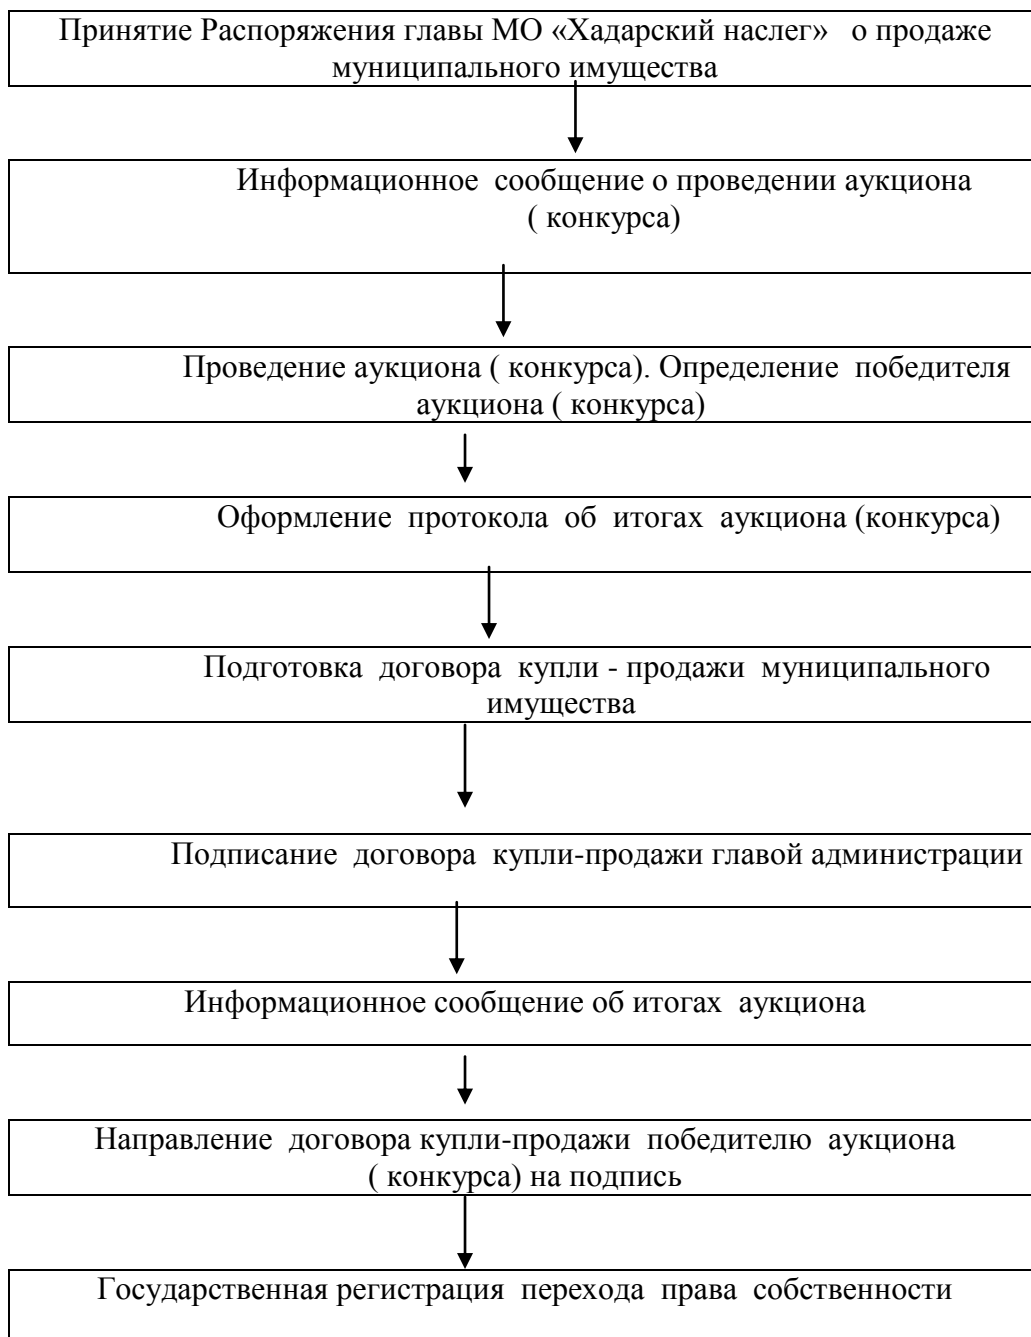 Принятие Распоряжения главы МО «Хадарский наслег» о продаже
муниципального имущества
Информационное сообщение о проведении аукциона
( конкурса)
Проведение аукциона ( конкурса). Определение победителя
аукциона ( конкурса)
Оформление протокола об итогах аукциона (конкурса)
Подготовка договора купли - продажи муниципального
имущества
Подписание договора купли-продажи главой администрации
Информационное сообщение об итогах аукциона
Направление договора купли-продажи победителю аукциона
( конкурса) на подпись
Государственная регистрация перехода права собственности